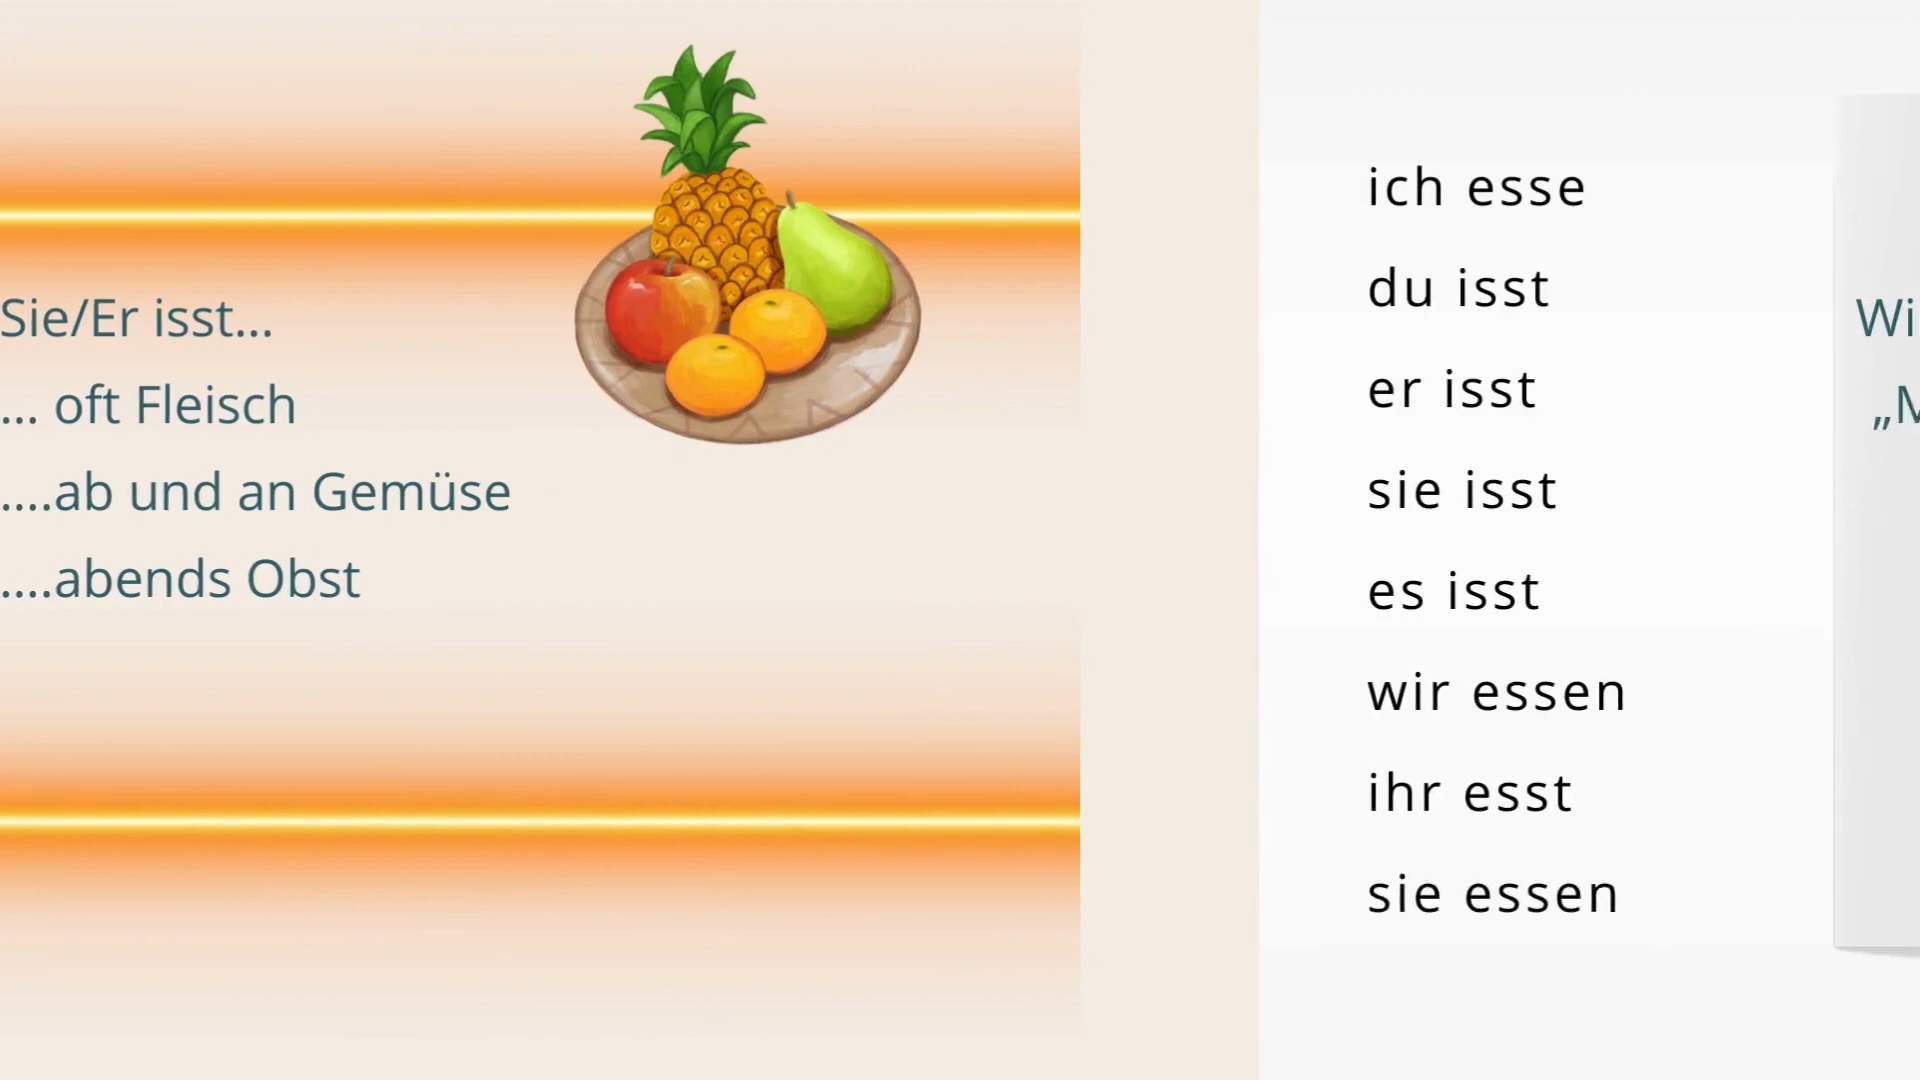 Sie/Er isst...
... oft Fleisch
....ab und an Gemüse
....abends Obst
ich esse
du isst
er isst
sie isst
es isst
wir essen
ihr esst
sie essen